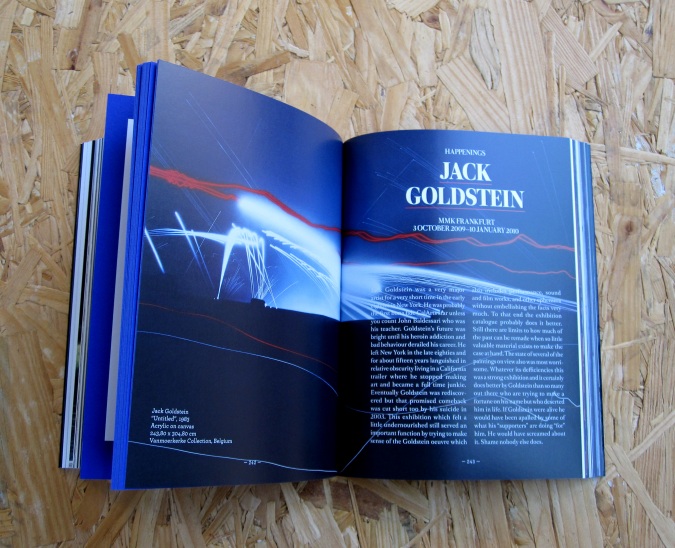 Jack Goldstein
"Untitled", 1983
Acrylic on canvas
243,80 x 304,80 cm
Vanmoerkerke Collection, Belgium
— 242 —
HAPPENINGS
JACK
GOLDSTEIN
MMK FRANKFURT
3 OCTOBER 2009–10 JANUARY 2010
Goldstein was a very major
artist for a very short time in the early
New York. He was probably
unless
you count John Baldessari who was
his teacher. Goldstein's future was
bright until his heroin addiction and
bad behaviour derailed his career. He
left New York in the late eighties and
for about fifteen years languished in
relative obscurity living in a California
trailer where he stopped making
art and became a full time junkie.
Eventually Goldstein was rediscov-
ered but that promised comeback
was cut short too by his suicide in
2003. This exhibition which felt a
little undernourished still served an
important function by trying to make
sense of the Goldstein oeuvre which
sound
and film works, and other ephemera
without embellishing the facts very
much. To that end the exhibition
catalogue probably does it better.
Still there are limits to how much of
the past can be remade when so little
valuable material exists to make the
case at hand. The state of several of the
paintings on view also was most worri-
some. Whatever its deficiencies this
was a strong exhibition and it certainly
does better by Goldstein than so many
out there who are trying to make a
fortune on his name but who deserted
him in life. If Goldstein were alive he
would have been appalled by some of
what his "supporters" are doing "for"
him. He would have screamed about
it. Shame nobody else does.
— 243 —